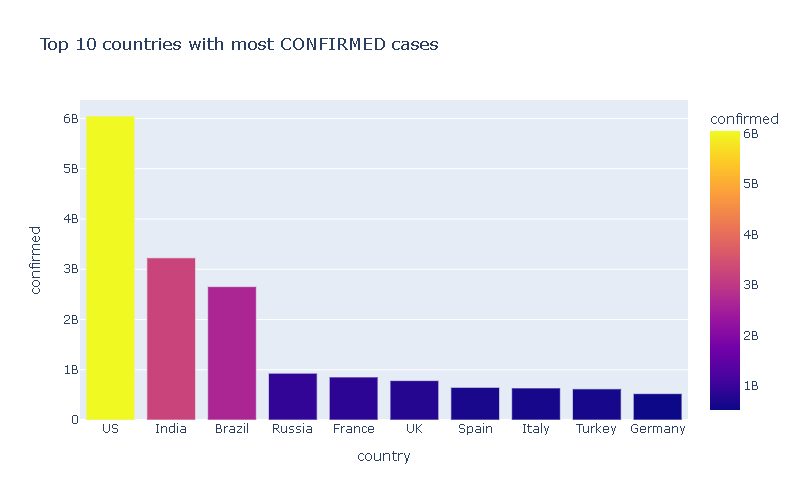 Top 10 countries with most CONFIRMED cases
confirmed
6B
5B
4B
3B
2B
1B
0
US India Brazil Russia France UK Spain Italy Turkey Germany
country
confirmed
6B
5B
4B
3B
2B
1B